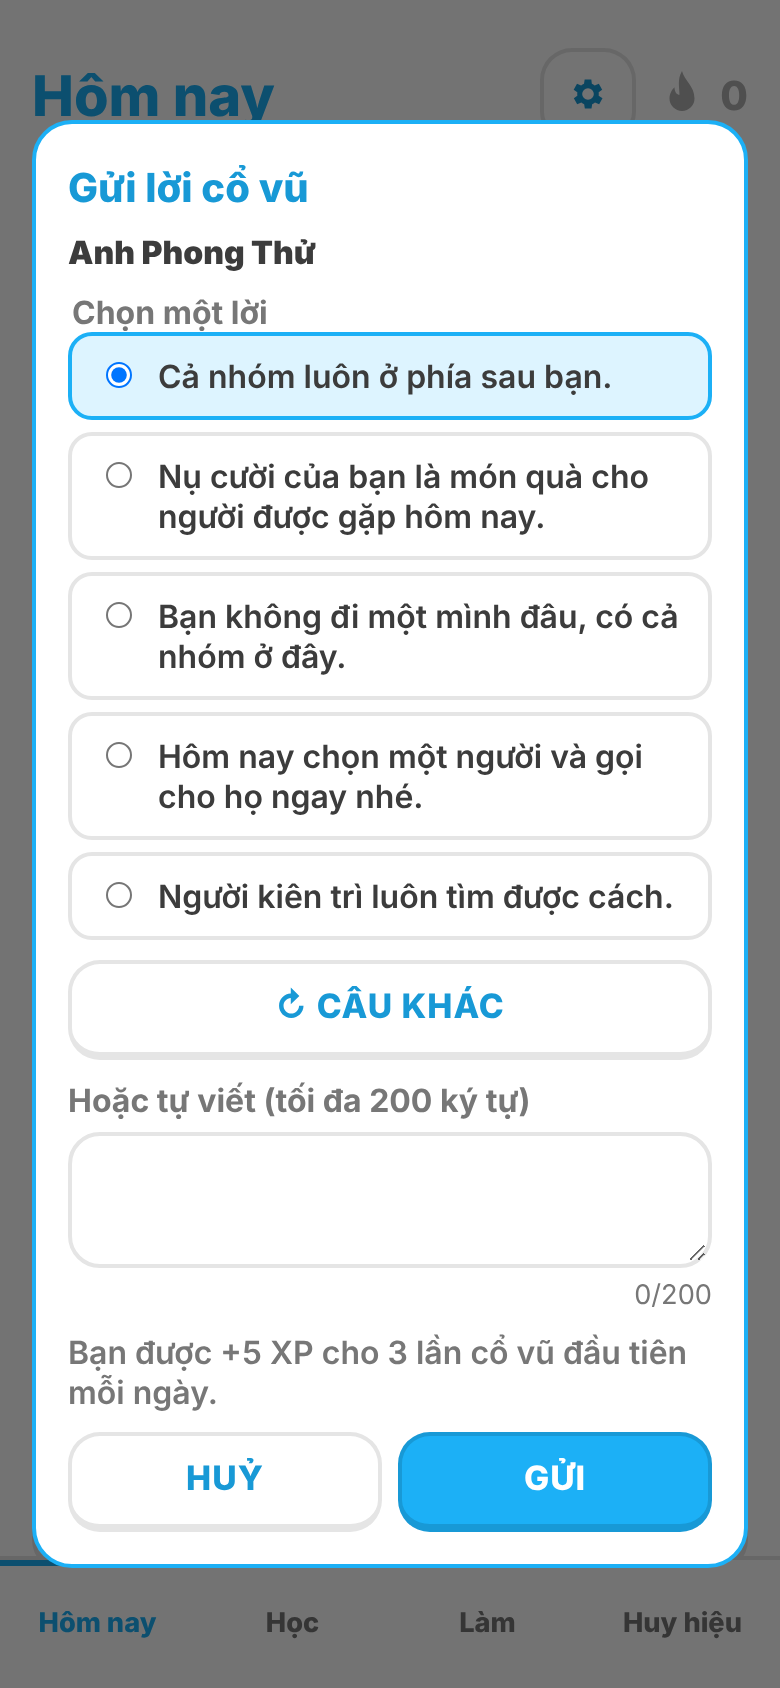 Hôm nay
0
Gửi lời cổ vũ
Anh Phong Thử
Chọn một lời
Cả nhóm luôn ở phía sau bạn.
Nụ cười của bạn là món quà cho
người được gặp hôm nay.
Bạn không đi một mình đâu, có cả
nhóm ở đây.
Hôm nay chọn một người và gọi
cho họ ngay nhé.
Người kiên trì luôn tìm được cách.
↻ CÂU KHÁC
Hoặc tự viết (tối đa 200 ký tự)
0/200
Bạn được +5 XP cho 3 lần cổ vũ đầu tiên
mỗi ngày.
HUỶ
GỬI
Hôm nay
Học
Làm
Huy hiệu